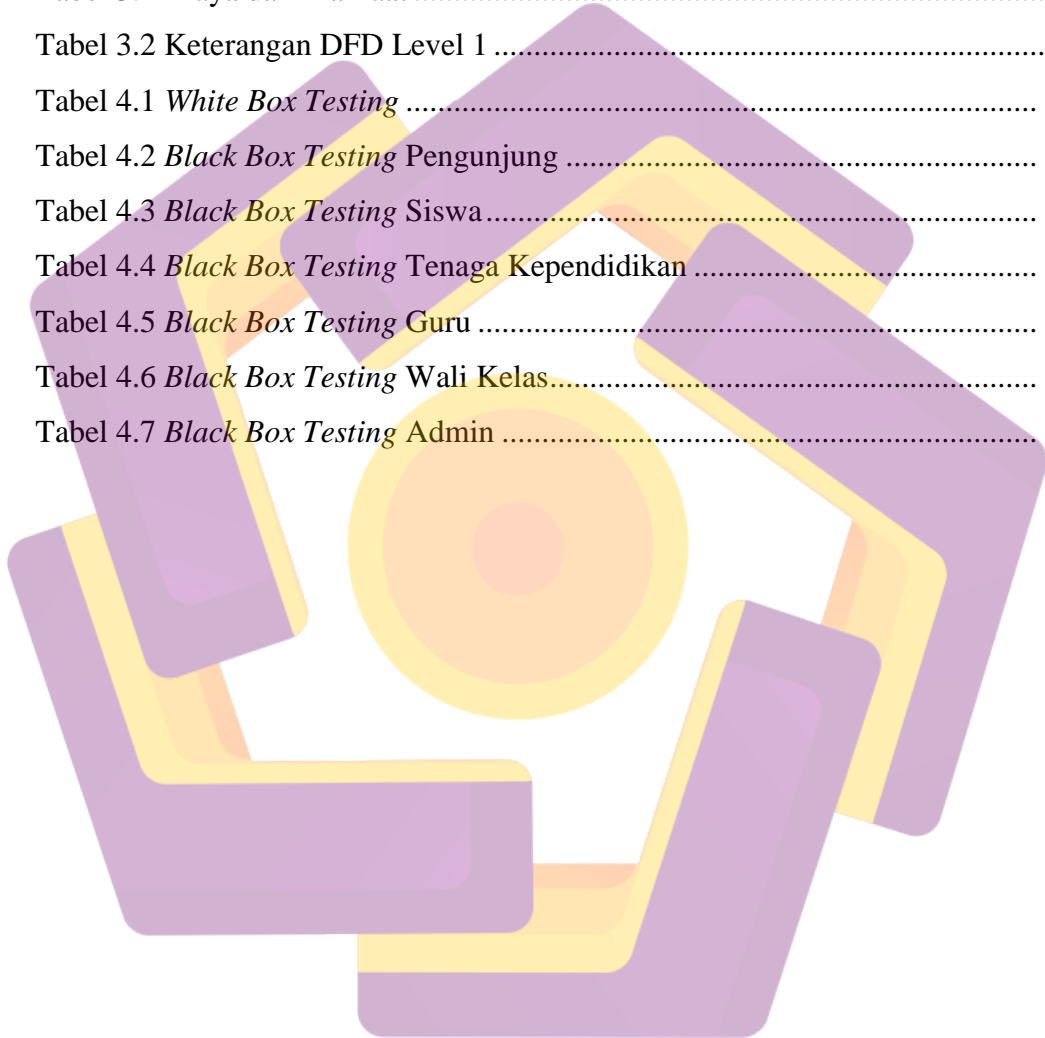 Tabel 3.2 Keterangan DFD Level 1 ......................................................................
Tabel 4.1 White Box Testing ................................................................................
Tabel 4.2 Black Box Testing Pengunjung ............................................................
Tabel 4.3 Black Box Testing Siswa......................................................................
Tabel 4.4 Black Box Testing Tenaga Kependidikan ...........................................
Tabel 4.5 Black Box Testing Guru .......................................................................
Tabel 4.6 Black Box Testing Wali Kelas..............................................................
Tabel 4.7 Black Box Testing Admin ....................................................................